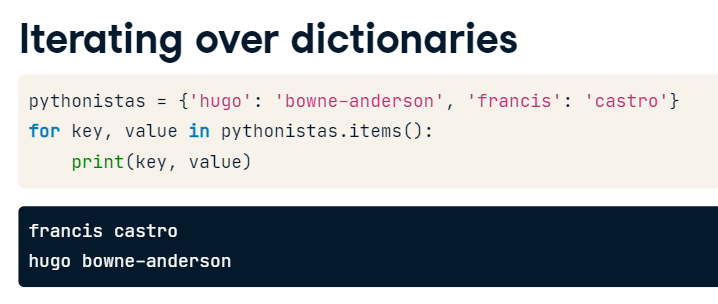 Iterating over dictionaries
pythonistas = {'hugo': 'bowne-anderson', 'francis': 'castro'}
for key, value in pythonistas.items():
    print(key, value)
francis castro
hugo bowne-anderson